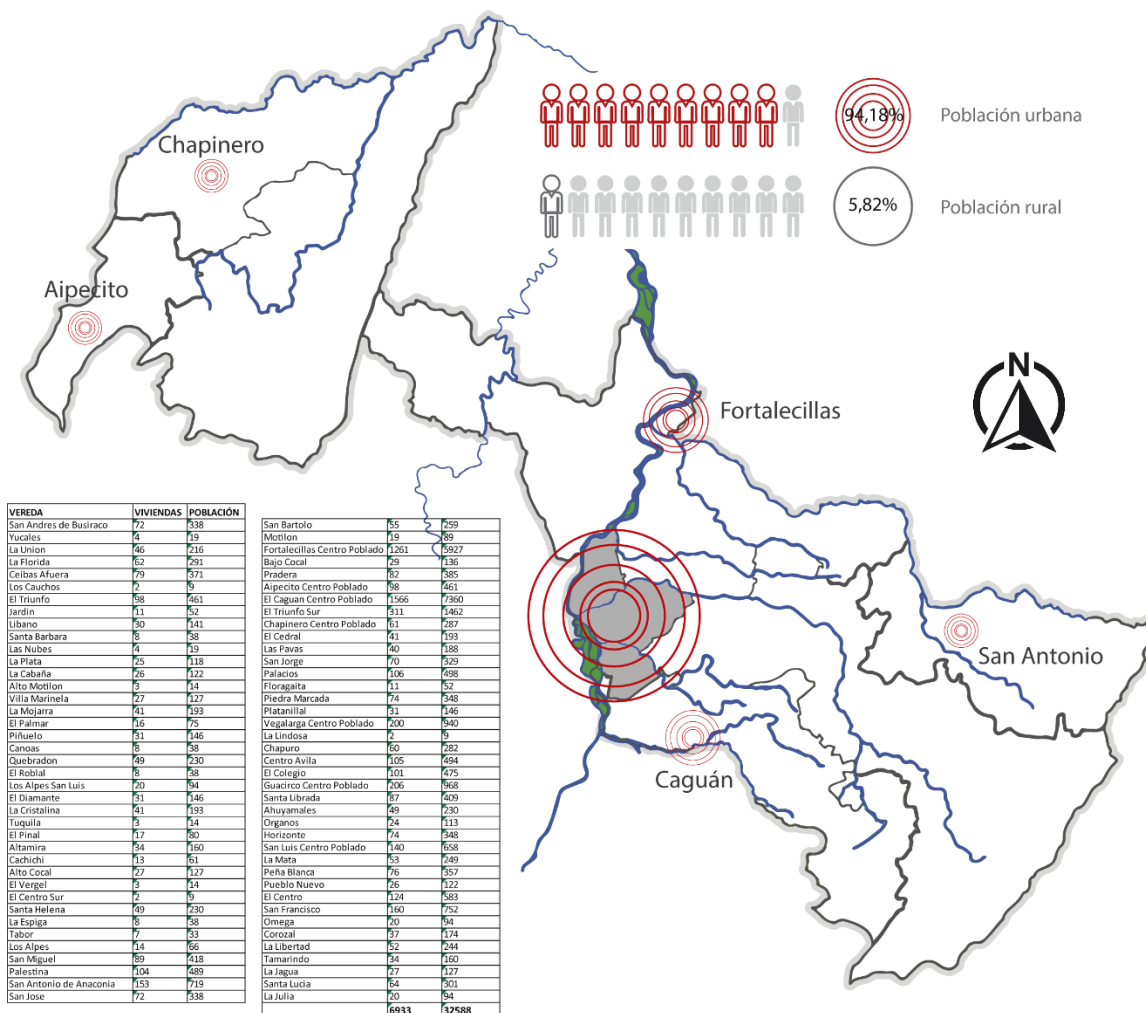 94,18%
Población urbana
Chapinero
5,82%
Población rural
Aipecito
N
Fortalecillas
San Antonio
Caguán
VEREDA VIVIENDAS POBLACIÓN
San Andres de Busiraco 72 338
Yucales 4 19
La Union 46 216
La Florida 62 291
Ceibas Afuera 79 371
Los Cauchos 2 9
El Triunfo 98 461
Jardin 11 52
Libano 30 141
Santa Barbara 8 38
Las Nubes 4 19
La Plata 25 118
La Cabaña 26 122
Alto Motilon 3 14
Villa Marinela 27 127
La Mojarra 41 193
El Palmar 16 75
Piñuelo 31 146
Canoas 8 38
Quebradon 49 230
El Roblal 8 38
Los Alpes San Luis 20 94
El Diamante 31 146
La Cristalina 41 193
Tuquila 3 14
El Pinal 17 80
Altamira 34 160
Cachichi 13 61
Alto Cocal 27 127
El Vergel 3 14
El Centro Sur 2 9
Santa Helena 49 230
La Espiga 8 38
Tabor 7 33
Los Alpes 14 66
San Miguel 89 418
Palestina 104 489
San Antonio de Anaconia 153 719
San Jose 72 338
San Bartolo 55 259
Motilon 19 89
Fortalecillas Centro Poblado 1261 5927
Bajo Cocal 29 136
Pradera 82 385
Aipecito Centro Poblado 98 461
El Caguan Centro Poblado 1566 7360
El Triunfo Sur 311 1462
Chapinero Centro Poblado 61 287
El Cedral 41 193
Las Pavas 40 188
San Jorge 70 329
Palacios 106 498
Floragaita 11 52
Piedra Marcada 74 348
Platanillal 31 146
Vegalarga Centro Poblado 200 940
La Lindosa 2 9
Chapuro 60 282
Centro Avila 105 494
El Colegio 101 475
Guacirco Centro Poblado 206 968
Santa Librada 87 409
Ahuyamales 49 230
Organos 24 113
Horizonte 74 348
San Luis Centro Poblado 140 658
La Mata 53 249
Peña Blanca 76 357
Pueblo Nuevo 26 122
El Centro 124 583
San Francisco 160 752
Omega 20 94
Corozal 37 174
La Libertad 52 244
Tamarindo 34 160
La Jagua 27 127
Santa Lucia 64 301
La Julia 20 94
6933 32588